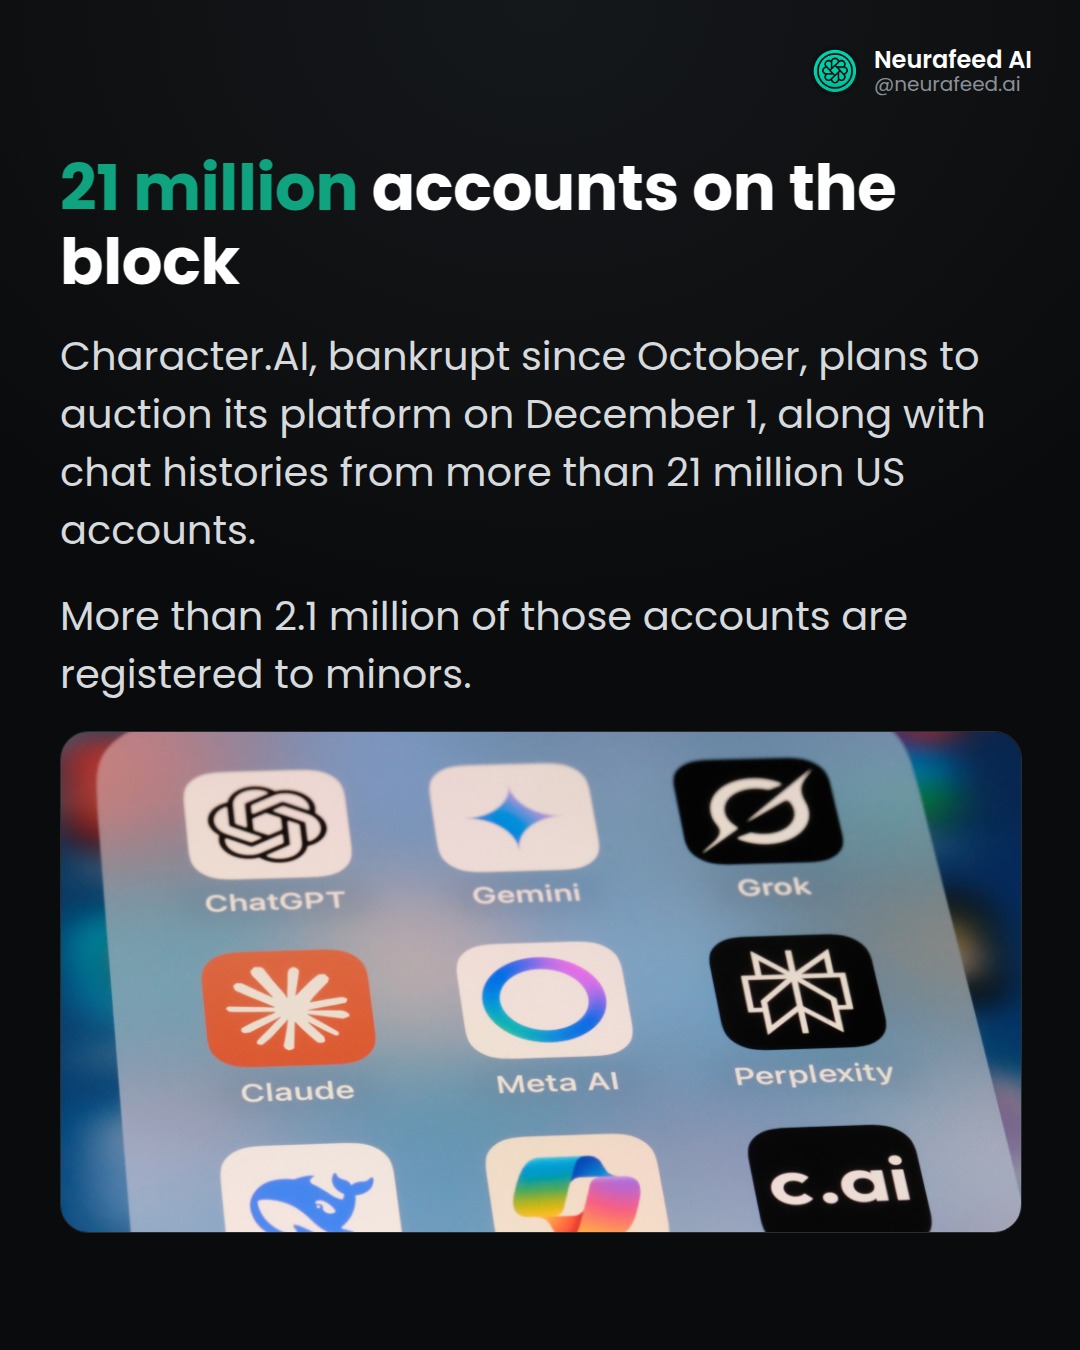 Neurafeed AI
@neurafeed.ai
21 million accounts on the
block
Character.AI, bankrupt since October, plans to
auction its platform on December 1, along with
chat histories from more than 21 million US
accounts.
More than 2.1 million of those accounts are
registered to minors.
ChatGPT
Gemini
Grok
Claude
Meta AI
Perplexity
c.ai